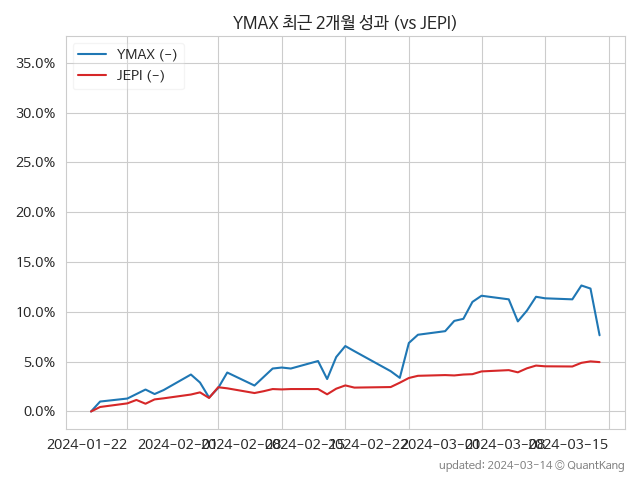 YMAX 최근 2개월 성과 (vs JEPI)
YMAX (-)
JEPI (-)
35.0%
30.0%
25.0%
20.0%
15.0%
10.0%
5.0%
0.0%
2024-01-22 2024-02-01 2024-02-08 2024-02-15 2024-02-22 2024-03-01 2024-03-08 2024-03-15
updated: 2024-03-14 © QuantKang